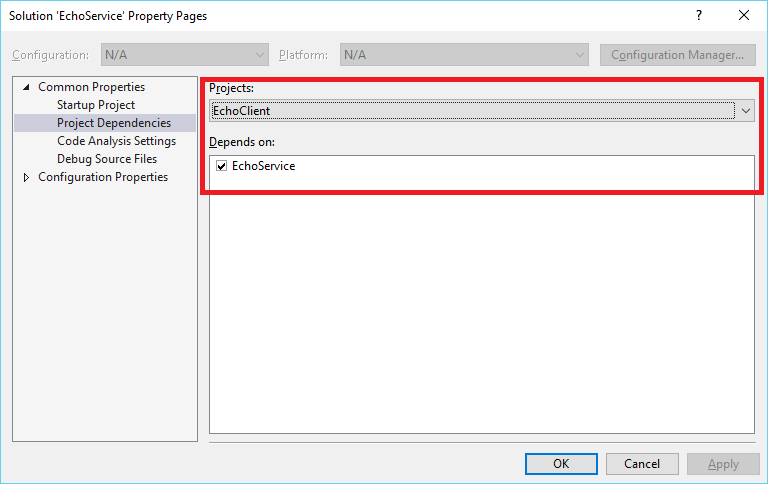 Solution 'EchoService' Property Pages
?
Configuration: N/A Platform: N/A Configuration Manager...
Common Properties
Startup Project
Project Dependencies
Code Analysis Settings
Debug Source Files
Configuration Properties
Projects:
EchoClient
Depends on:
EchoService
OK Cancel Apply